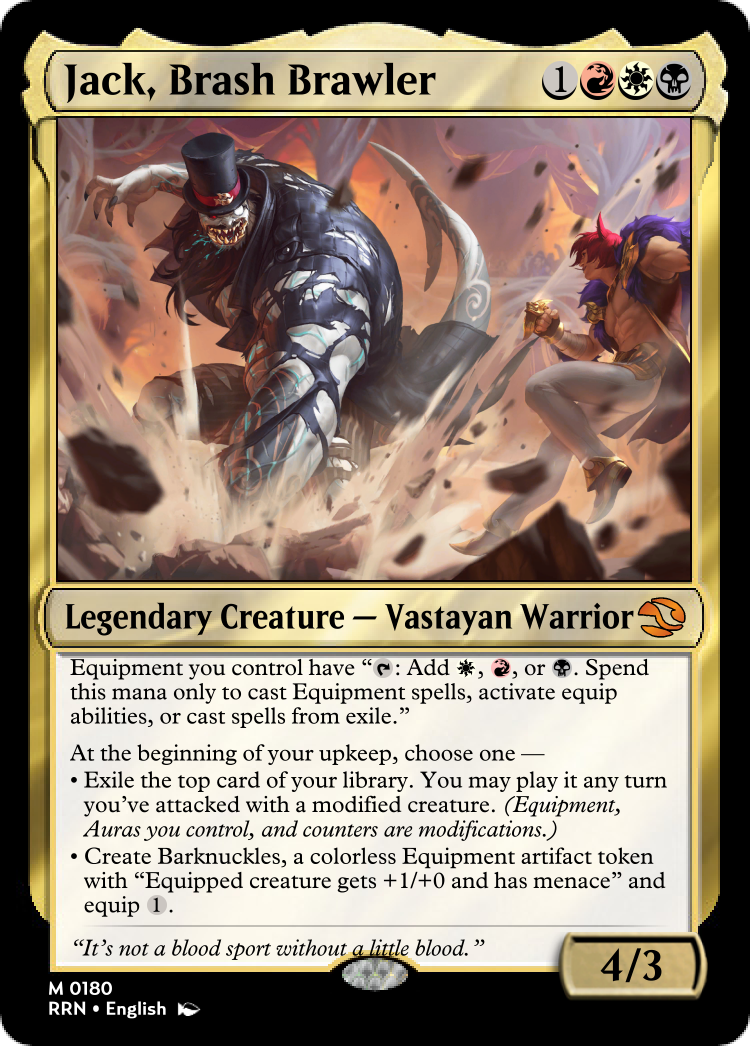 Jack, Brash Brawler 1
Legendary Creature — Vastayan Warrior
Equipment you control have “: Add , , or . Spend
this mana only to cast Equipment spells, activate equip
abilities, or cast spells from exile.”
At the beginning of your upkeep, choose one —
• Exile the top card of your library. You may play it any turn
you’ve attacked with a modified creature. (Equipment,
Auras you control, and counters are modifications.)
• Create Barknuckles, a colorless Equipment artifact token
with “Equipped creature gets +1/+0 and has menace” and
equip 1.
“It’s not a blood sport without a little blood.”
4/3
M 0180
RRN • English